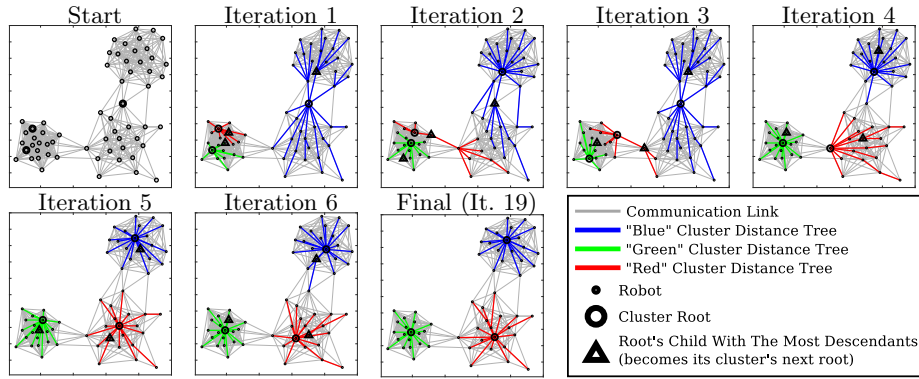 Start
Iteration 1
Iteration 2
Iteration 3
Iteration 4
Iteration 5
Iteration 6
Final (It. 19)
Communication Link
"Blue" Cluster Distance Tree
"Green" Cluster Distance Tree
"Red" Cluster Distance Tree
Robot
Cluster Root
Root's Child With The Most Descendants
(becomes its cluster's next root)